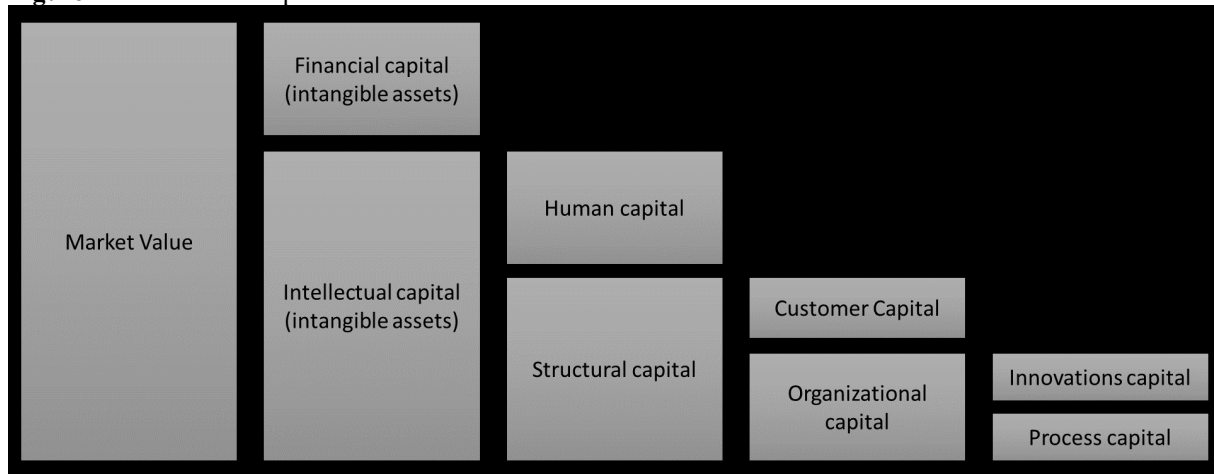 Financial capital
(intangible assets)
Market Value
Intellectual capital
(intangible assets)
Human capital
Structural capital
Customer Capital
Organizational
capital
Innovations capital
Process capital